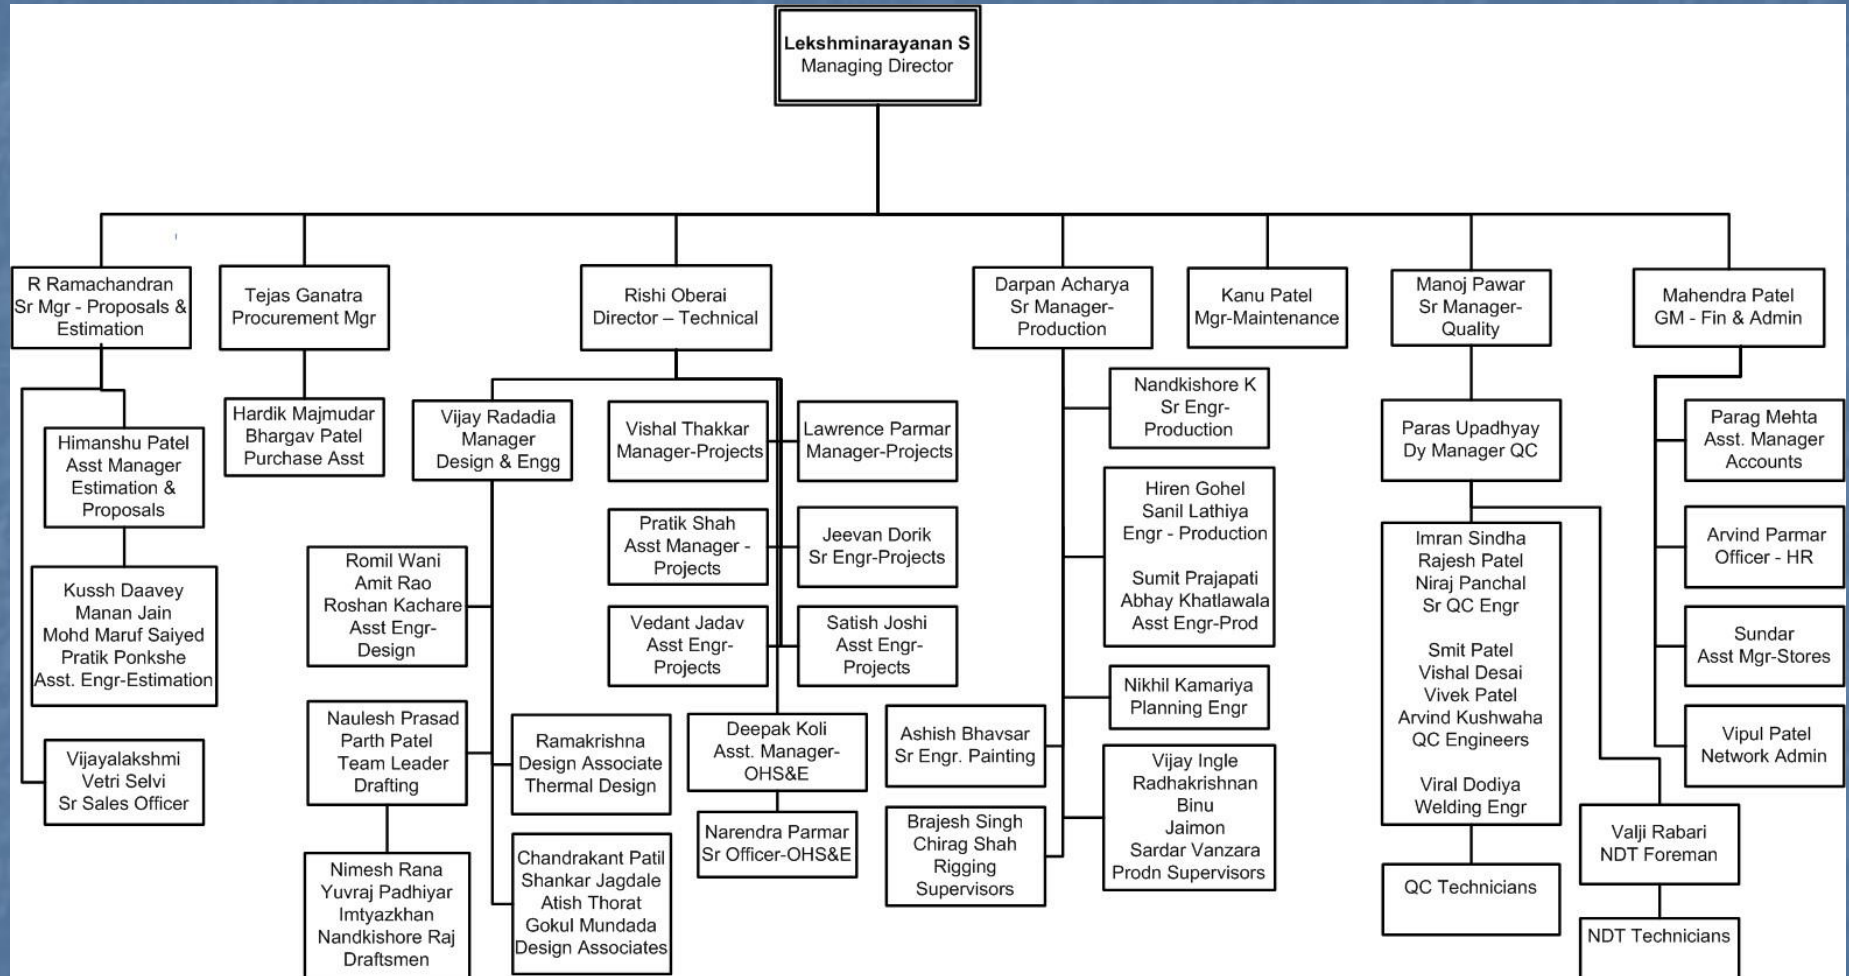 Lekshminarayanan S
Managing Director
R Ramachandran
Sr Mgr - Proposals &
Estimation
Tejas Ganatra
Procurement Mgr
Rishi Oberai
Director – Technical
Darpan Acharya
Sr Manager-
Production
Kanu Patel
Mgr-Maintenance
Manoj Pawar
Sr Manager-
Quality
Mahendra Patel
GM - Fin & Admin
Himanshu Patel
Asst Manager
Estimation &
Proposals
Kussh Daavey
Manan Jain
Mohd Maruf Saiyed
Pratik Ponkshe
Asst. Engr-Estimation
Vijayalakshmi
Vetri Selvi
Sr Sales Officer
Hardik Majmudar
Bhargav Patel
Purchase Asst
Vijay Radadia
Manager
Design & Engg
Romil Wani
Amit Rao
Roshan Kachare
Asst Engr-
Design
Naulesh Prasad
Parth Patel
Team Leader
Drafting
Nimesh Rana
Yuvraj Padhiyar
Imtyazkhan
Nandkishore Raj
Draftsmen
Ramakrishna
Design Associate
Thermal Design
Chandrakant Patil
Shankar Jagdale
Atish Thorat
Gokul Mundada
Design Associates
Vishal Thakkar
Manager-Projects
Lawrence Parmar
Manager-Projects
Pratik Shah
Asst Manager -
Projects
Jeevan Dorik
Sr Engr-Projects
Vedant Jadav
Asst Engr-
Projects
Satish Joshi
Asst Engr-
Projects
Deepak Koli
Asst. Manager-
OHS&E
Narendra Parmar
Sr Officer-OHS&E
Nandkishore K
Sr Engr-
Production
Hiren Gohel
Sanil Lathiya
Engr - Production
Sumit Prajapati
Abhay Khatlawala
Asst Engr-Prod
Nikhil Kamariya
Planning Engr
Ashish Bhavsar
Sr Engr. Painting
Vijay Ingle
Radhakrishnan
Binu
Jaimon
Sardar Vanzara
Prodn Supervisors
Brajesh Singh
Chirag Shah
Rigging
Supervisors
Paras Upadhyay
Dy Manager QC
Imran Sindha
Rajesh Patel
Niraj Panchal
Sr QC Engr
Smit Patel
Vishal Desai
Vivek Patel
Arvind Kushwaha
QC Engineers
Viral Dodiya
Welding Engr
QC Technicians
Valji Rabari
NDT Foreman
NDT Technicians
Parag Mehta
Asst. Manager
Accounts
Arvind Parmar
Officer - HR
Sundar
Asst Mgr-Stores
Vipul Patel
Network Admin